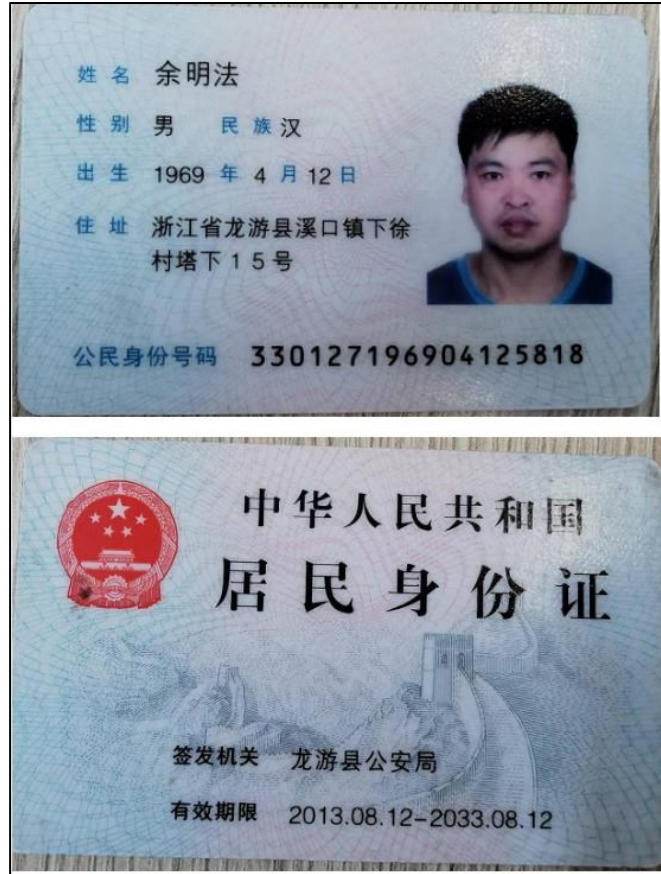 姓名 余明法
性别 男 民族 汉
出生 1969 年 4 月 12 日
住址 浙江省龙游县溪口镇下徐
村塔下15号
公民身份号码 330127196904125818
中华人民共和国
居民身份证
签发机关 龙游县公安局
有效期限 2013.08.12-2033.08.12